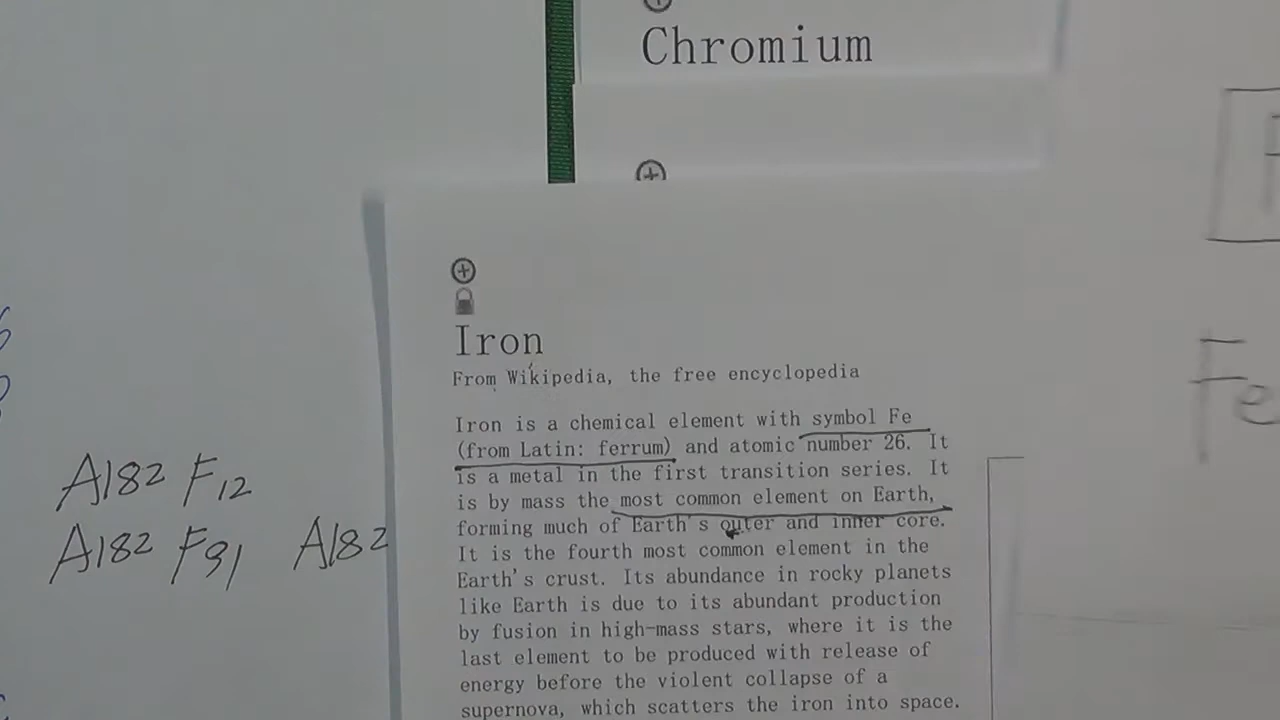 Chromium
Iron
From Wikipedia, the free encyclopedia
Iron is a chemical element with symbol Fe
(from Latin: ferrum) and atomic number 26. It
is a metal in the first transition series. It
is by mass the most common element on Earth,
forming much of Earth's outer and inner core.
It is the fourth most common element in the
Earth's crust. Its abundance in rocky planets
like Earth is due to its abundant production
by fusion in high-mass stars, where it is the
last element to be produced with release of
energy before the violent collapse of a
supernova, which scatters the iron into space.
A182 F12
A182 F91 A182
Fe